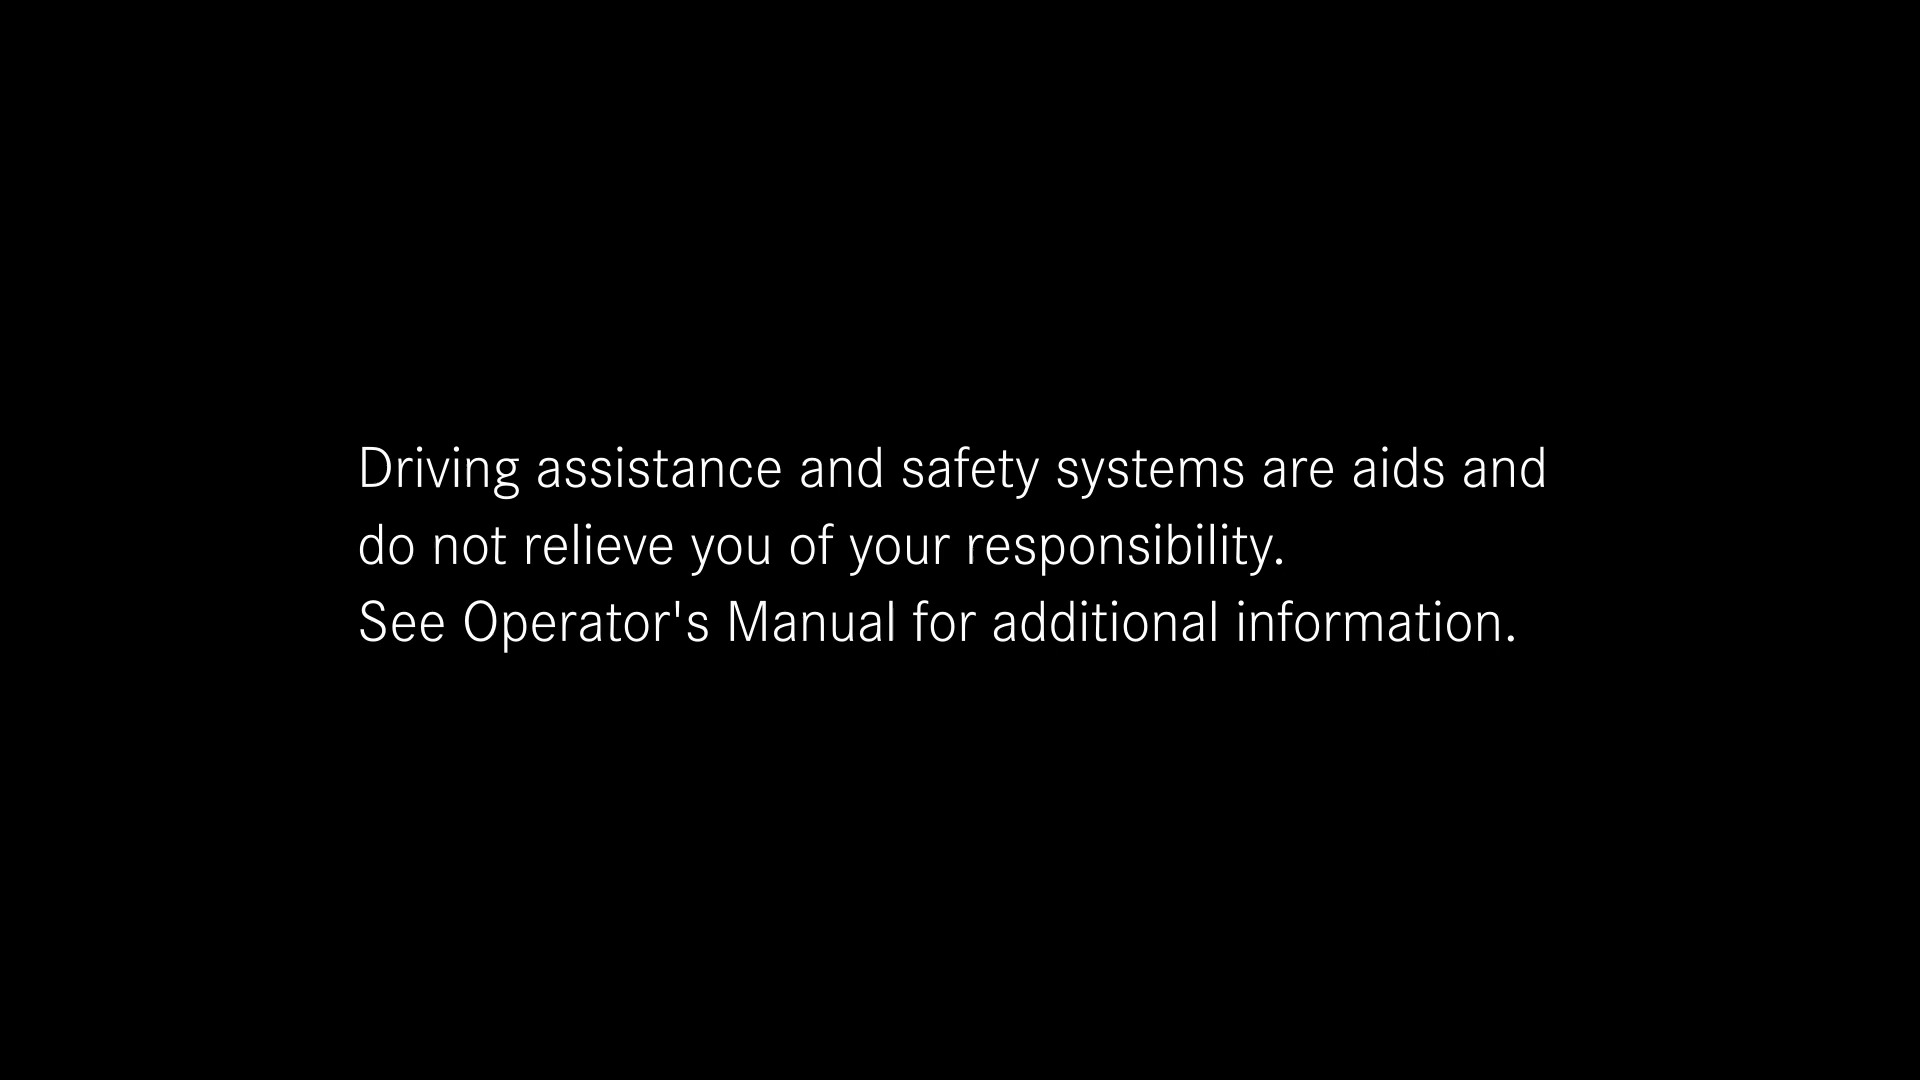 Driving assistance and safety systems are aids and
do not relieve you of your responsibility.
See Operator's Manual for additional information.